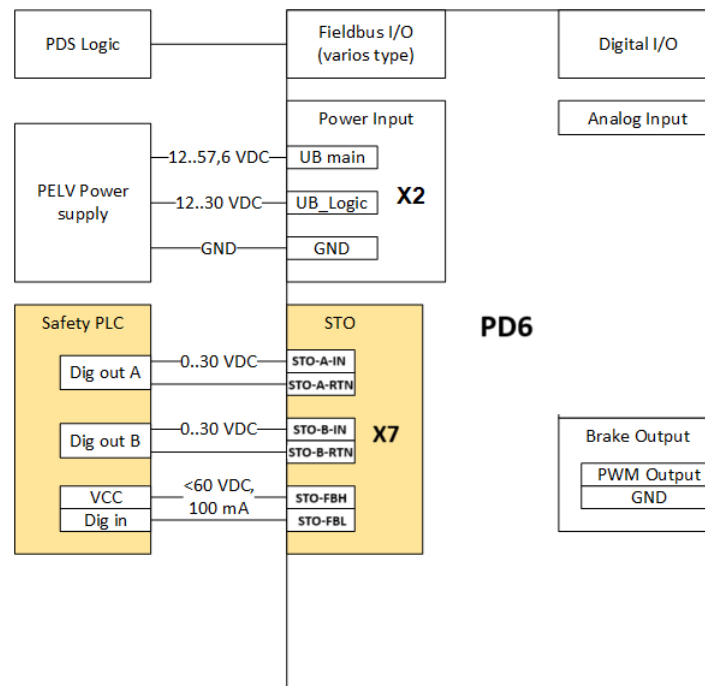 PDS Logic
Fieldbus I/O
(varios type)
Digital I/O
Power Input
Analog Input
PELV Power
supply
12..57,6 VDC
UB main
12..30 VDC
UB_Logic
X2
GND
GND
Safety PLC
STO
PD6
Dig out A
0..30 VDC
STO-A-IN
STO-A-RTN
Dig out B
0..30 VDC
STO-B-IN
STO-B-RTN
X7
Brake Output
PWM Output
GND
VCC
Dig in
<60 VDC,
100 mA
STO-FBH
STO-FBL